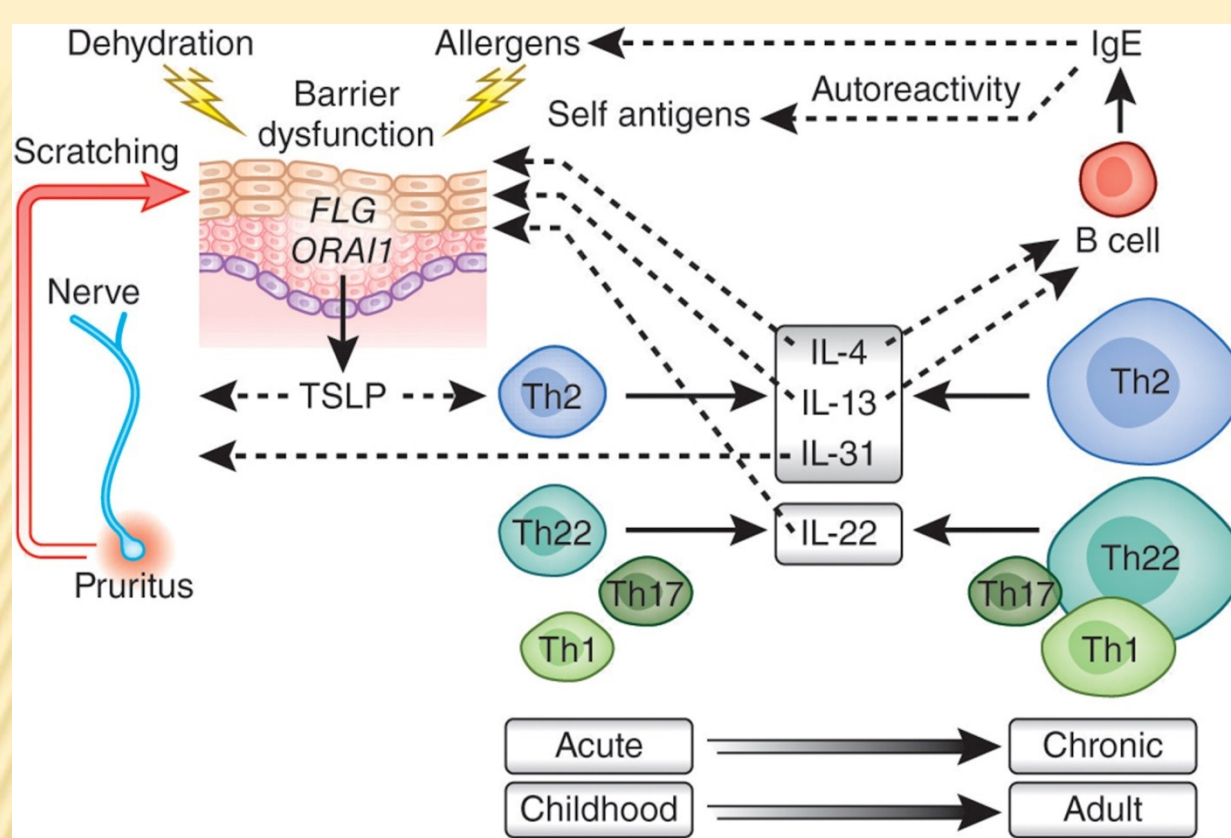 Dehydration
Allergens
IgE
Barrier
dysfunction
Self antigens
Autoreactivity
Scratching
FLG
ORAI1
B cell
Nerve
TSLP
Th2
IL-4
IL-13
IL-31
Th2
Pruritus
Th22
Th17
Th1
IL-22
Th22
Th17
Th1
Acute
Chronic
Childhood
Adult